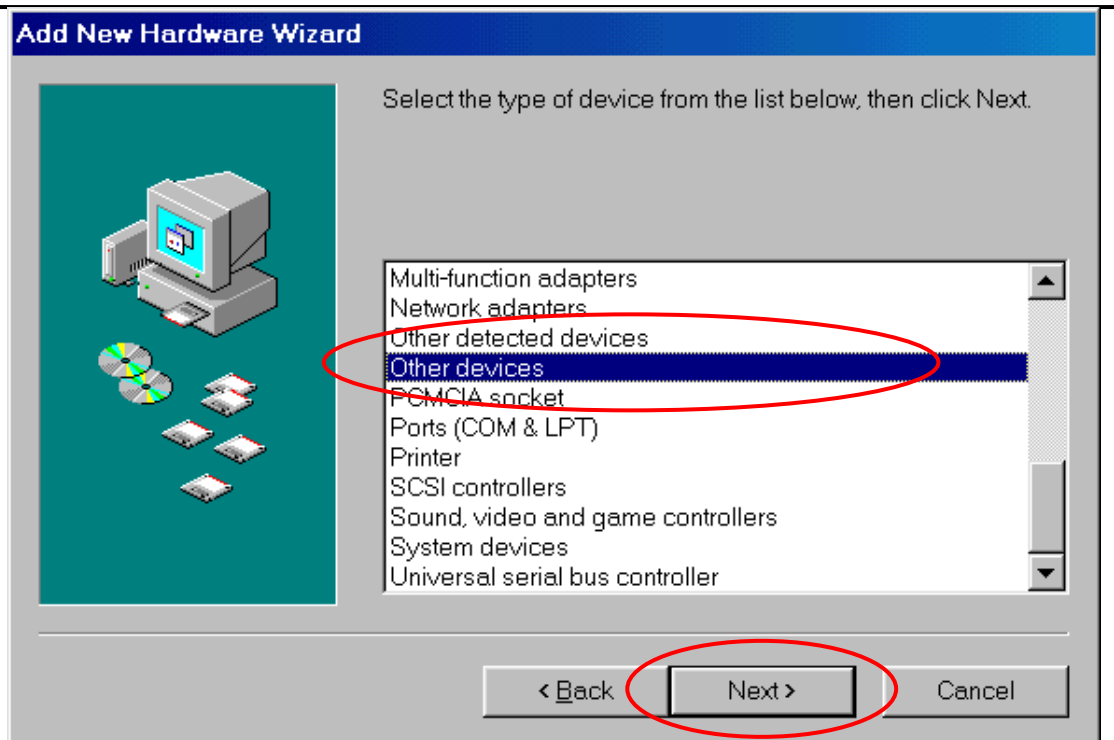 Add New Hardware Wizard
Select the type of device from the list below, then click Next.
Multi-function adapters
Network adapters
Other detected devices
Other devices
PCMCIA socket
Ports (COM & LPT)
Printer
SCSI controllers
Sound, video and game controllers
System devices
Universal serial bus controller
< Back
Next >
Cancel